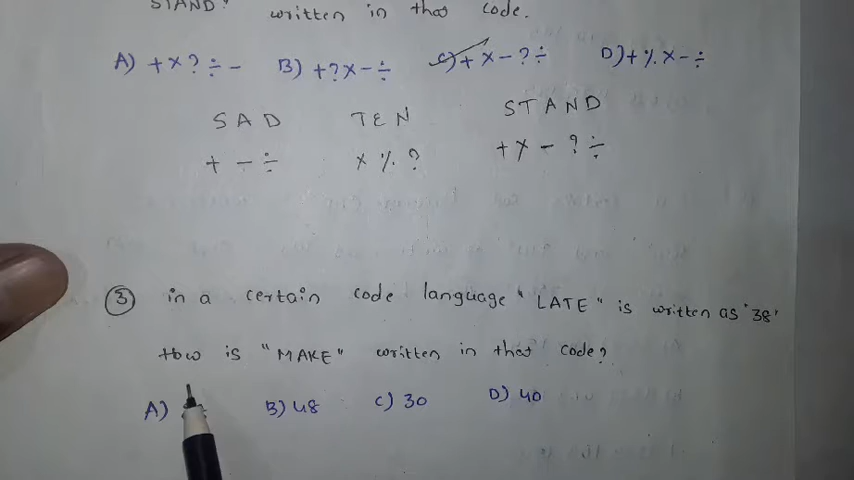 STAND? written in that code.
A) + × ? ÷ - B) + ? × - ÷ C) + × - ? ÷ D) + % × - ÷
SAD TEN STAND
+ - ÷ × % ? + × - ? ÷
③ in a certain code language "LATE" is written as '38'
How is "MAKE" written in that code?
A) B) 48 C) 30 D) 40